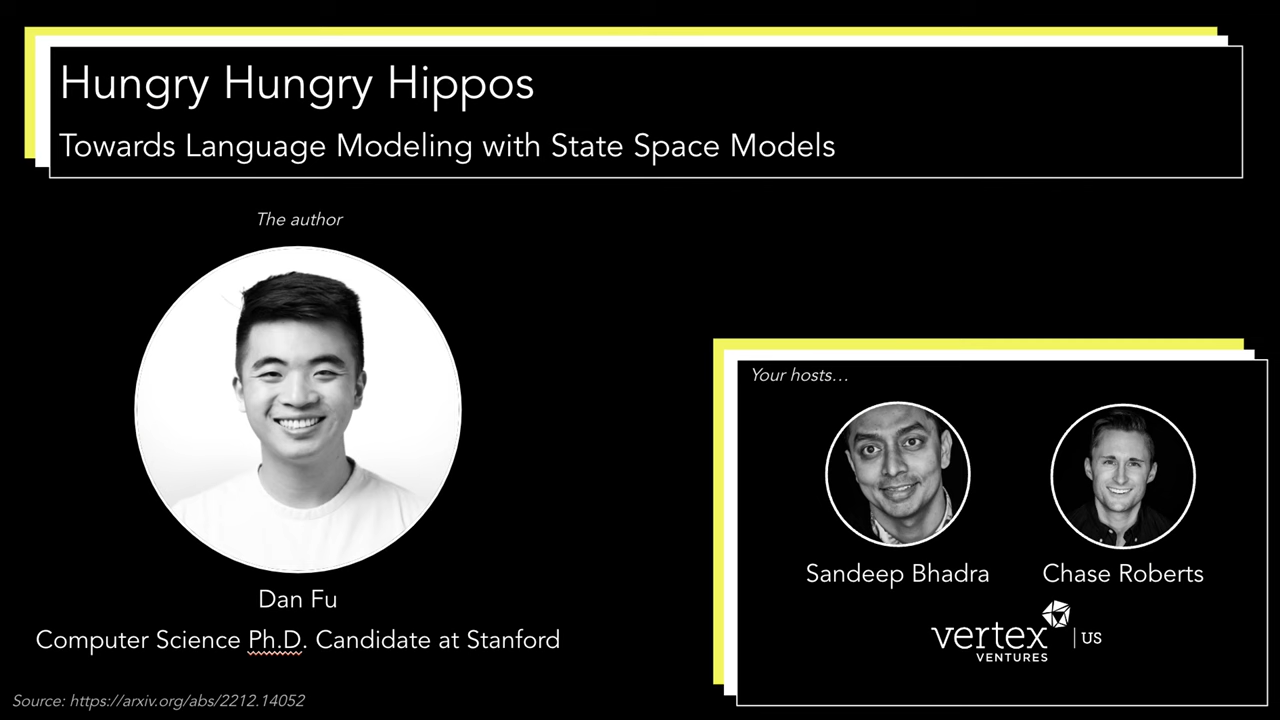 Hungry Hungry Hippos
Towards Language Modeling with State Space Models
The author
Dan Fu
Computer Science Ph.D. Candidate at Stanford
Your hosts...
Sandeep Bhadra
Chase Roberts
vertex
VENTURES
US
Source: https://arxiv.org/abs/2212.14052